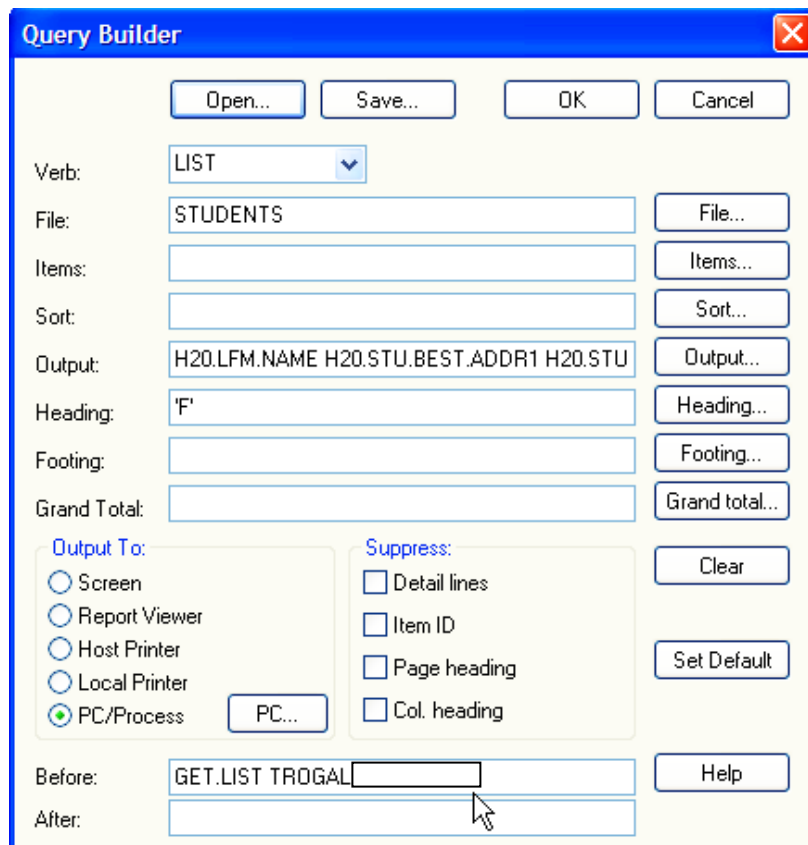 Query Builder
Open... Save... OK Cancel
Verb: LIST
File: STUDENTS File...
Items: Items...
Sort: Sort...
Output: H20.LFM.NAME H20.STU.BEST.ADDR1 H20.STU Output...
Heading: 'F' Heading...
Footing: Footing...
Grand Total: Grand total...
Output To: Suppress: Clear
Screen Detail lines
Report Viewer Item ID
Host Printer Page heading Set Default
Local Printer Col. heading
PC/Process PC...
Before: GET.LIST TROGAL Help
After: